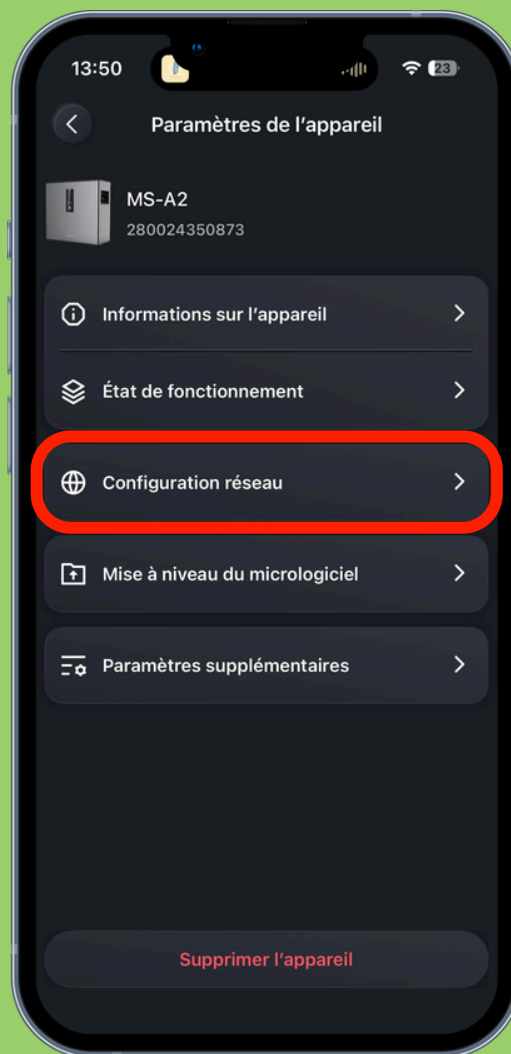 13:50
23
Paramètres de l'appareil
MS-A2
280024350873
Informations sur l'appareil
État de fonctionnement
Configuration réseau
Mise à niveau du micrologiciel
Paramètres supplémentaires
Supprimer l'appareil